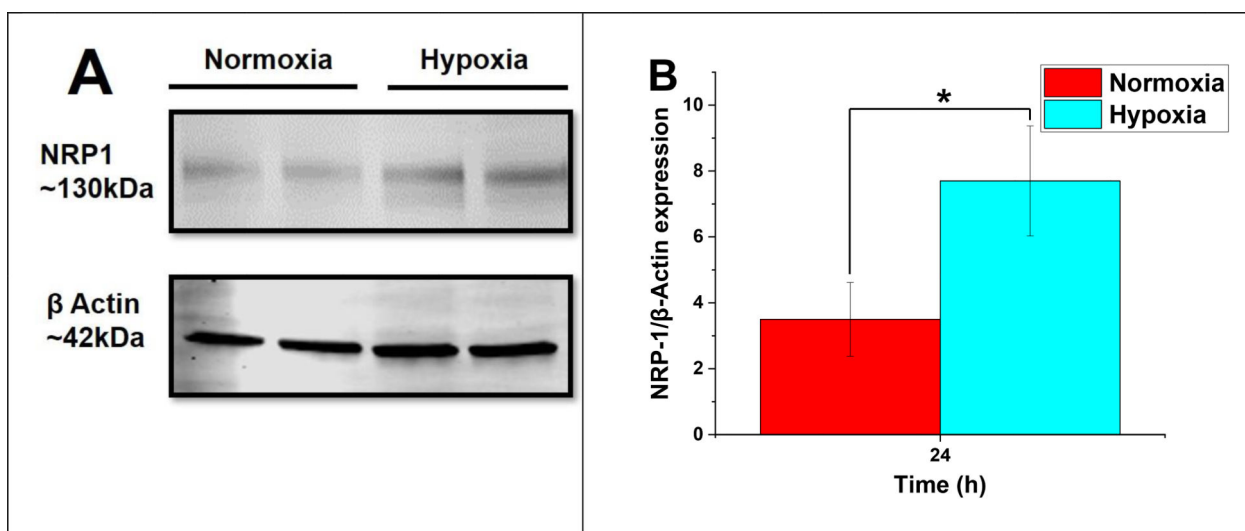 A
Normoxia Hypoxia
NRP1
~130kDa
β Actin
~42kDa
B
Normoxia
Hypoxia
*
NRP-1/β-Actin expression
10
8
6
4
2
0
24
Time (h)